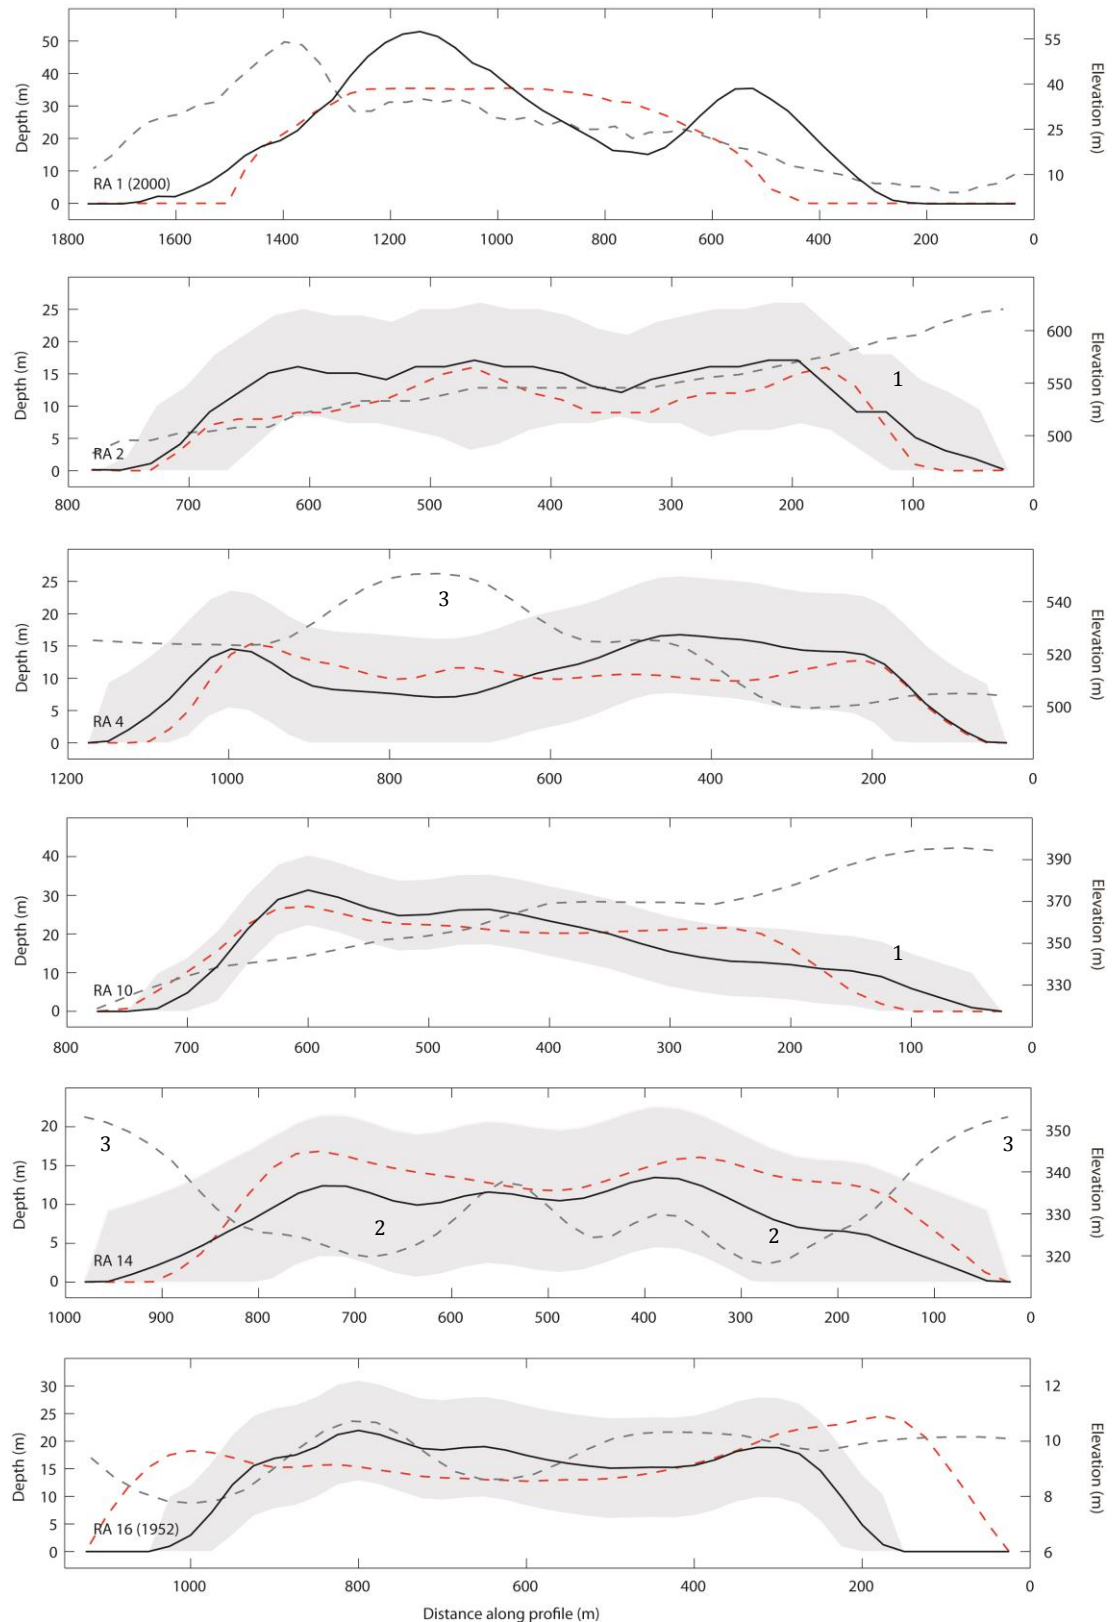 Depth (m)
50
40
30
20
10
0
55
40
25
10
Elevation (m)
RA 1 (2000)
1800 1600 1400 1200 1000 800 600 400 200 0
Depth (m)
25
20
15
10
5
0
600
550
500
Elevation (m)
1
RA 2
800 700 600 500 400 300 200 100 0
Depth (m)
25
20
15
10
5
0
540
520
500
Elevation (m)
3
RA 4
1200 1000 800 600 400 200 0
Depth (m)
40
30
20
10
0
390
370
350
330
Elevation (m)
1
RA 10
800 700 600 500 400 300 200 100 0
Depth (m)
20
15
10
5
0
350
340
330
320
Elevation (m)
3 3
2 2
RA 14
1000 900 800 700 600 500 400 300 200 100 0
Depth (m)
30
25
20
15
10
5
0
12
10
8
6
Elevation (m)
RA 16 (1952)
1000 800 600 400 200 0
Distance along profile (m)